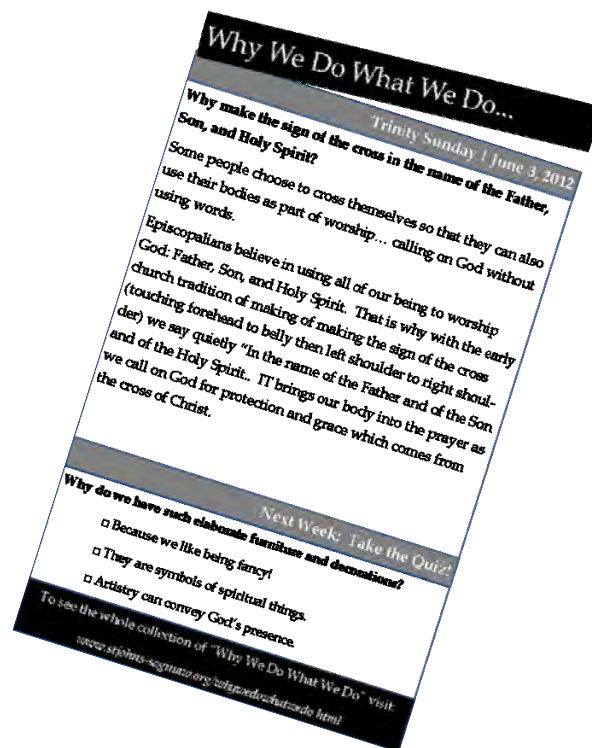 Why We Do What We Do...
Trinity Sunday | June 3, 2012
Why make the sign of the cross in the name of the Father,
Son, and Holy Spirit?
Some people choose to cross themselves so that they can also
use their bodies as part of worship… calling on God without
using words.
Episcopalians believe in using all of our being to worship
God: Father, Son, and Holy Spirit. That is why with the early
church tradition of making of making the sign of the cross
(touching forehead to belly then left shoulder to right shoul-
der) we say quietly “In the name of the Father and of the Son
and of the Holy Spirit.. IT brings our body into the prayer as
we call on God for protection and grace which comes from
the cross of Christ.
Next Week: Take the Quiz!
Why do we have such elaborate furniture and decorations?
□ Because we like being fancy!
□ They are symbols of spiritual things.
□ Artistry can convey God’s presence.
To see the whole collection of "Why We Do What We Do" visit:
www.stjohns-saginaw.org/whywedowhatwedo.html